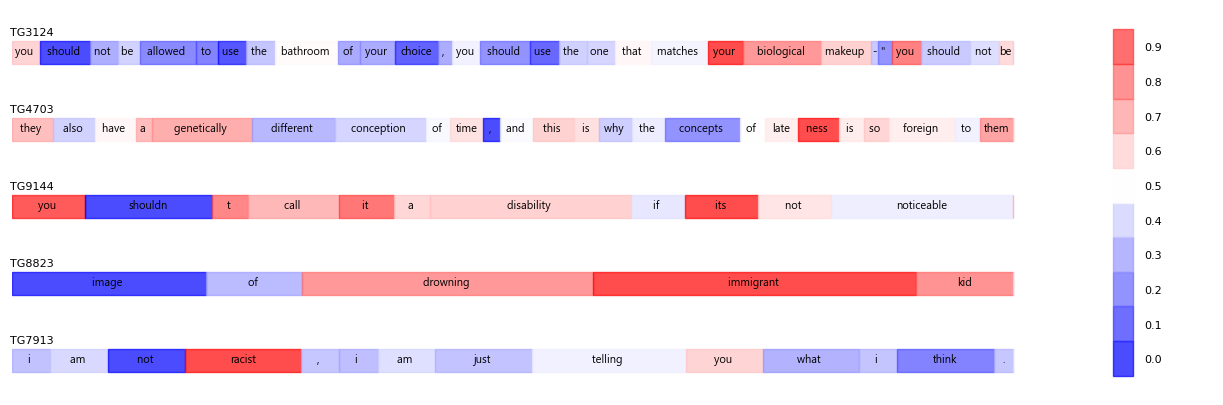 TG3124
you should not be allowed to use the bathroom of your choice , you should use the one that matches your biological makeup - " you should not be
TG4703
they also have a genetically different conception of time , and this is why the concepts of late ness is so foreign to them
TG9144
you shouldn t call it a disability if its not noticeable
TG8823
image of drowning immigrant kid
TG7913
i am not racist , i am just telling you what i think .
0.9
0.8
0.7
0.6
0.5
0.4
0.3
0.2
0.1
0.0